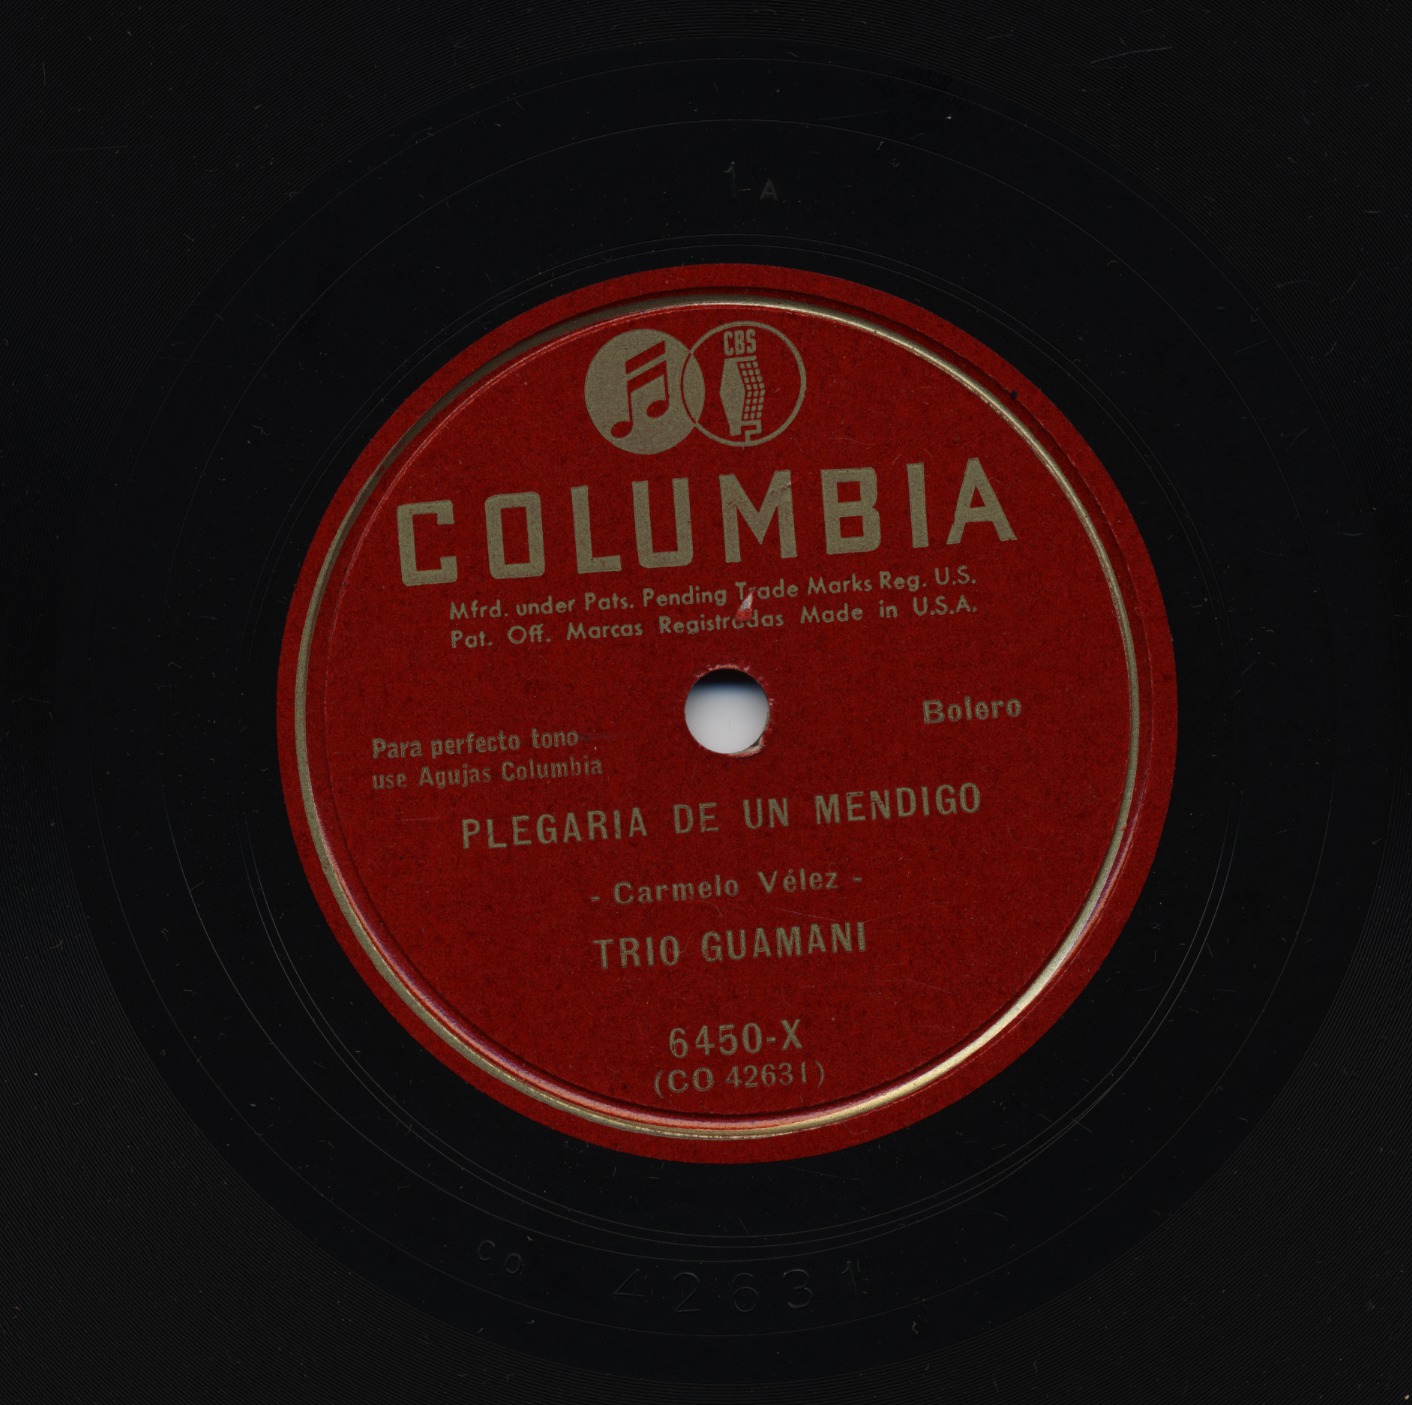 1 A
CBS
COLUMBIA
Mfrd. under Pats. Pending Trade Marks Reg. U.S.
Pat. Off. Marcas Registradas Made in U.S.A.
Bolero
Para perfecto tono
use Agujas Columbia
PLEGARIA DE UN MENDIGO
- Carmelo Vélez -
TRIO GUAMANI
6450-X
(CO 42631)
CO 42631